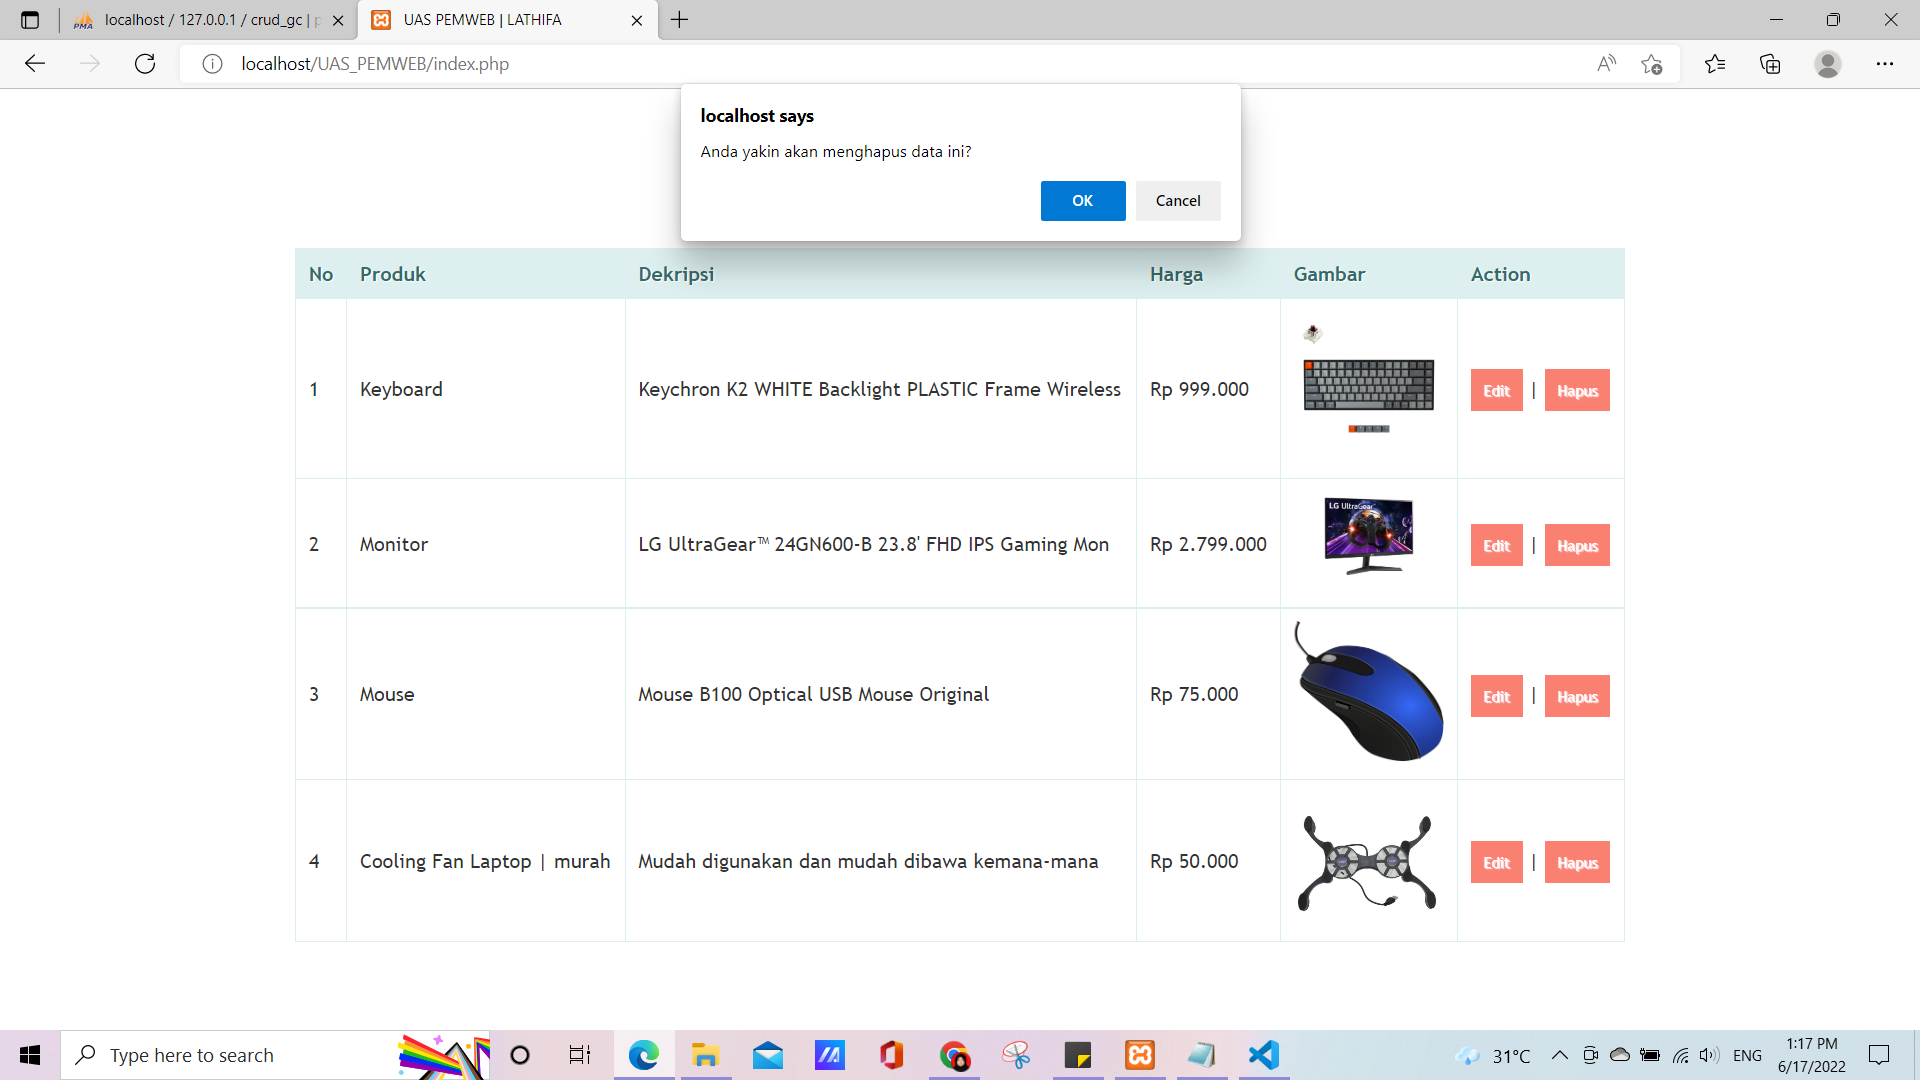 localhost / 127.0.0.1 / crud_gc | p
UAS PEMWEB | LATHIFA
localhost/UAS_PEMWEB/index.php
localhost says
Anda yakin akan menghapus data ini?
OK Cancel
No Produk Dekripsi Harga Gambar Action
1 Keyboard Keychron K2 WHITE Backlight PLASTIC Frame Wireless Rp 999.000 Edit | Hapus
LG UltraGear
2 Monitor LG UltraGear™ 24GN600-B 23.8' FHD IPS Gaming Mon Rp 2.799.000 Edit | Hapus
3 Mouse Mouse B100 Optical USB Mouse Original Rp 75.000 Edit | Hapus
4 Cooling Fan Laptop | murah Mudah digunakan dan mudah dibawa kemana-mana Rp 50.000 Edit | Hapus
Type here to search
31°C ENG
1:17 PM
6/17/2022